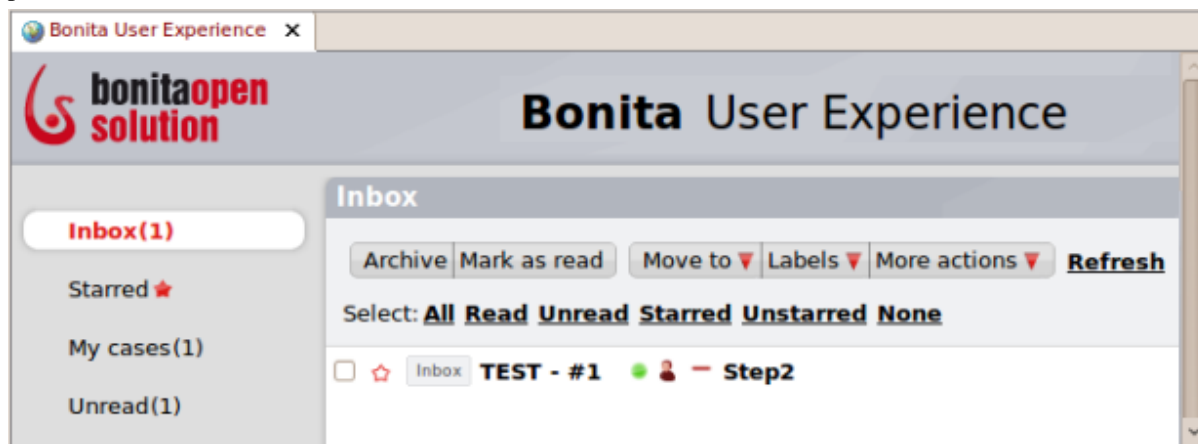 Bonita User Experience X
bonitaopen
solution
Bonita User Experience
Inbox(1)
Starred
My cases(1)
Unread(1)
Inbox
Archive Mark as read Move to Labels More actions Refresh
Select: All Read Unread Starred Unstarred None
Inbox TEST - #1 Step2